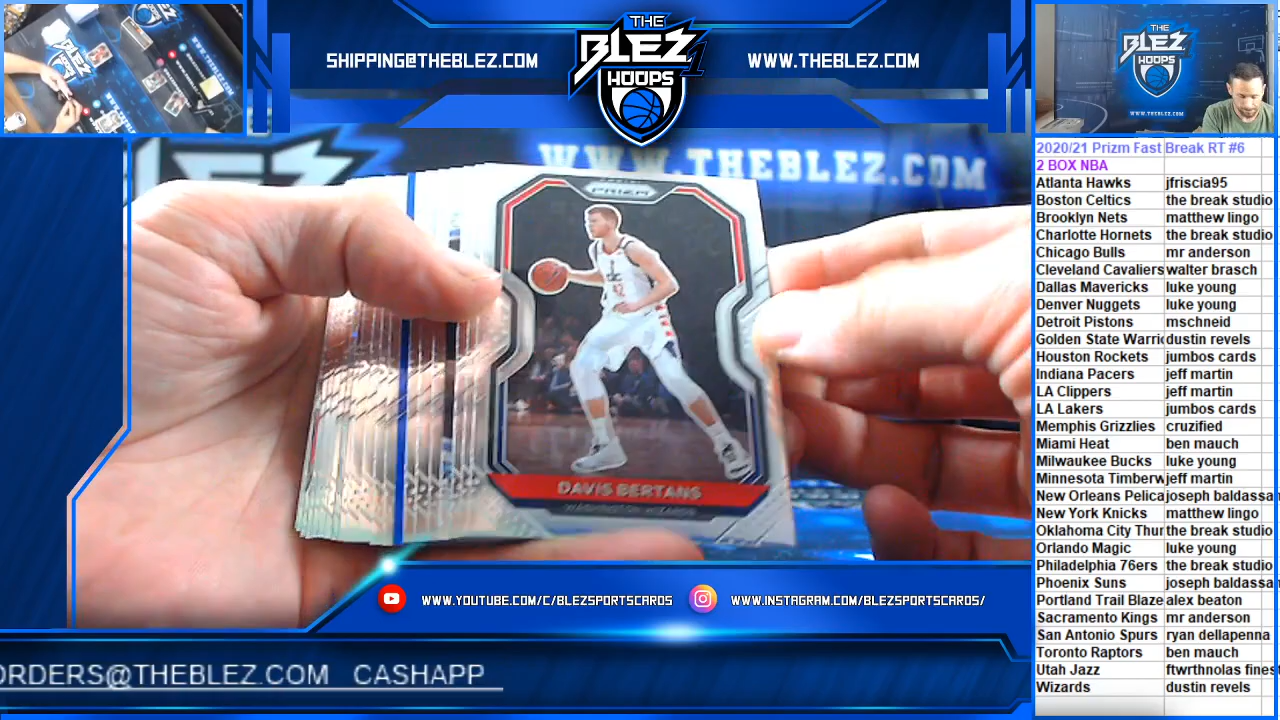 SHIPPING@THEBLEZ.COM
THE
BLEZ
HOOPS
1
WWW.THEBLEZ.COM
THE
BLEZ
HOOPS
WWW.THEBLEZ.COM
WWW.THEBLEZ.COM
PRIZM
DAVIS BERTANS
WASHINGTON WIZARDS
2020/21 Prizm Fast Break RT #6
2 BOX NBA
Atlanta Hawks jfriscia95
Boston Celtics the break studio
Brooklyn Nets matthew lingo
Charlotte Hornets the break studio
Chicago Bulls mr anderson
Cleveland Cavaliers walter brasch
Dallas Mavericks luke young
Denver Nuggets luke young
Detroit Pistons mschneid
Golden State Warri dustin revels
Houston Rockets jumbos cards
Indiana Pacers jeff martin
LA Clippers jeff martin
LA Lakers jumbos cards
Memphis Grizzlies cruzified
Miami Heat ben mauch
Milwaukee Bucks luke young
Minnesota Timberw jeff martin
New Orleans Pelica joseph baldassa
New York Knicks matthew lingo
Oklahoma City Thur the break studio
Orlando Magic luke young
Philadelphia 76ers the break studio
Phoenix Suns joseph baldassa
Portland Trail Blaze alex beaton
Sacramento Kings mr anderson
San Antonio Spurs ryan dellapenna
Toronto Raptors ben mauch
Utah Jazz ftwrthnolas finest
Wizards dustin revels
WWW.YOUTUBE.COM/C/BLEZSPORTSCARDS
WWW.INSTAGRAM.COM/BLEZSPORTSCARDS/
ORDERS@THEBLEZ.COM CASHAPP